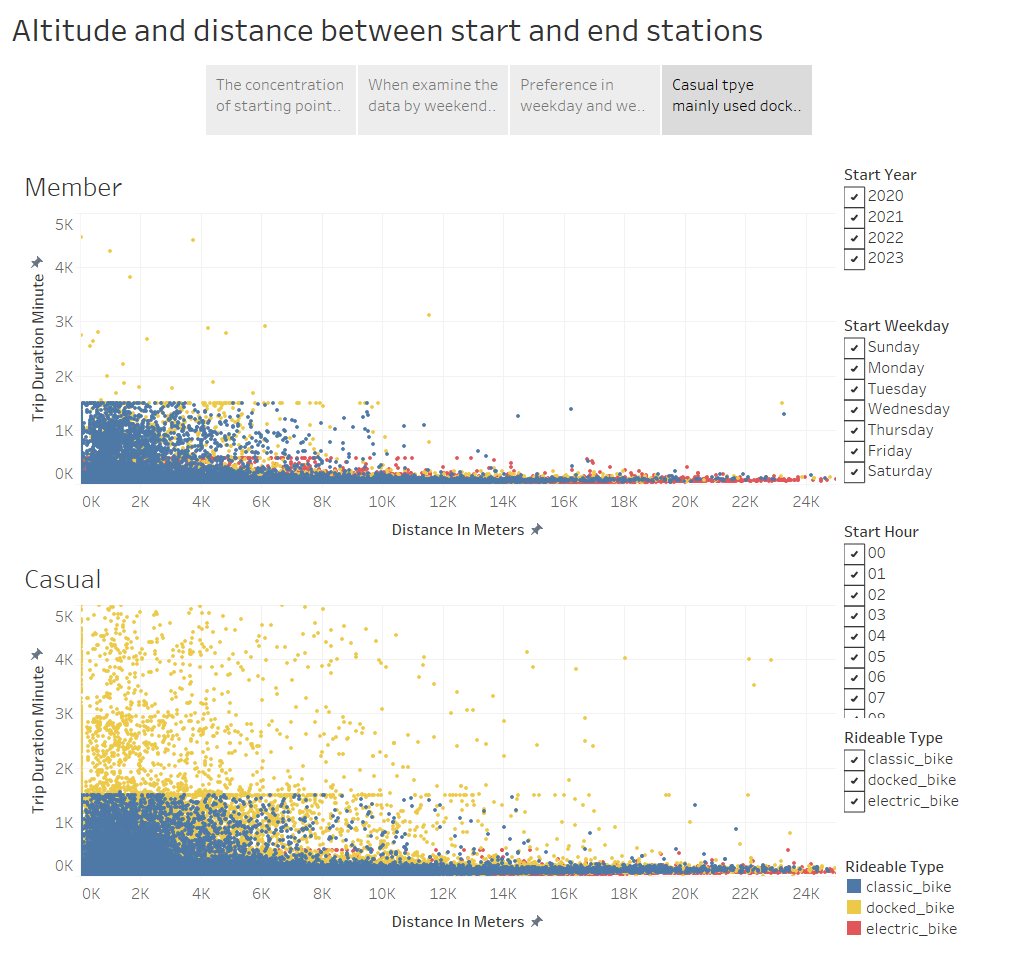 Altitude and distance between start and end stations
The concentration
of starting point..
When examine the
data by weekend..
Preference in
weekday and we..
Casual tpye
mainly used dock..
Member
5K
4K
3K
2K
1K
0K
Trip Duration Minute
0K 2K 4K 6K 8K 10K 12K 14K 16K 18K 20K 22K 24K
Distance In Meters
Casual
5K
4K
3K
2K
1K
0K
Trip Duration Minute
0K 2K 4K 6K 8K 10K 12K 14K 16K 18K 20K 22K 24K
Distance In Meters
Start Year
2020
2021
2022
2023
Start Weekday
Sunday
Monday
Tuesday
Wednesday
Thursday
Friday
Saturday
Start Hour
00
01
02
03
04
05
06
07
Rideable Type
classic_bike
docked_bike
electric_bike
Rideable Type
classic_bike
docked_bike
electric_bike